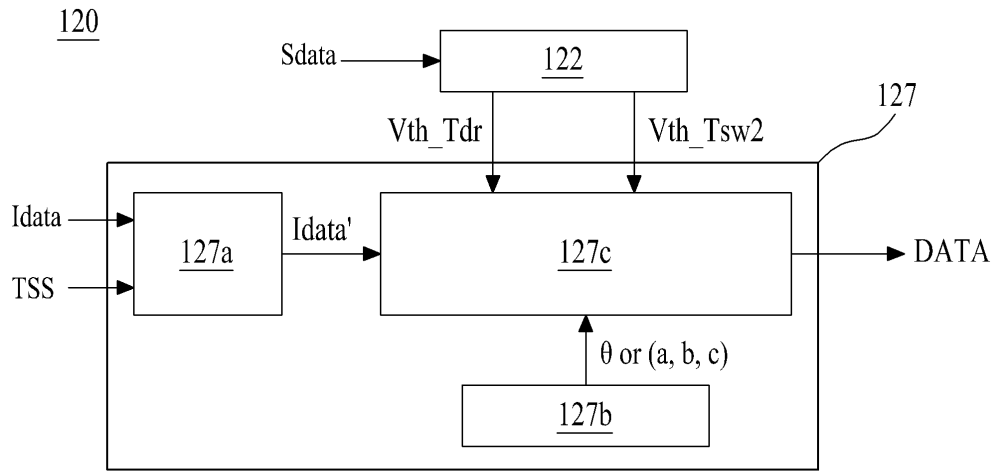 120
Sdata
122
127
Vth_Tdr
Vth_Tsw2
Idata
TSS
127a
Idata'
127c
DATA
θ or (a, b, c)
127b